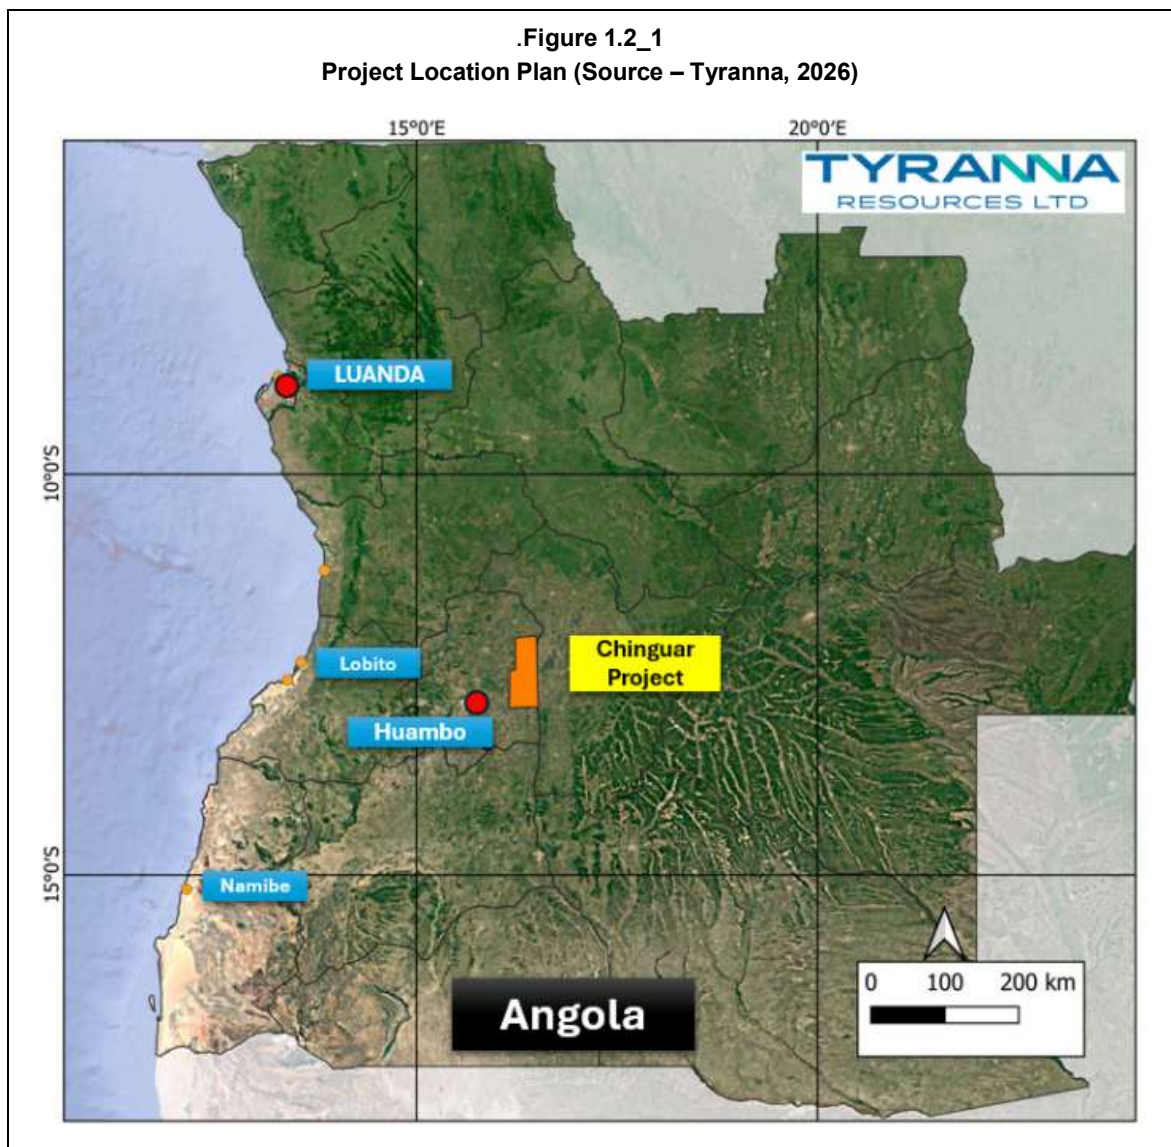 .Figure 1.2_1
Project Location Plan (Source – Tyranna, 2026)
15°0'E
20°0'E
TYRANNA
RESOURCES LTD
LUANDA
10°0'S
Chinguar
Project
Lobito
Huambo
15°0'S
Namibe
0 100 200 km
Angola